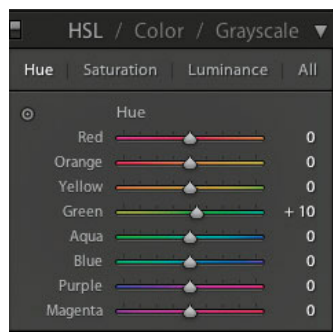 HSL / Color / Grayscale
Hue | Saturation | Luminance | All
Hue
Red 0
Orange 0
Yellow 0
Green + 10
Aqua 0
Blue 0
Purple 0
Magenta 0